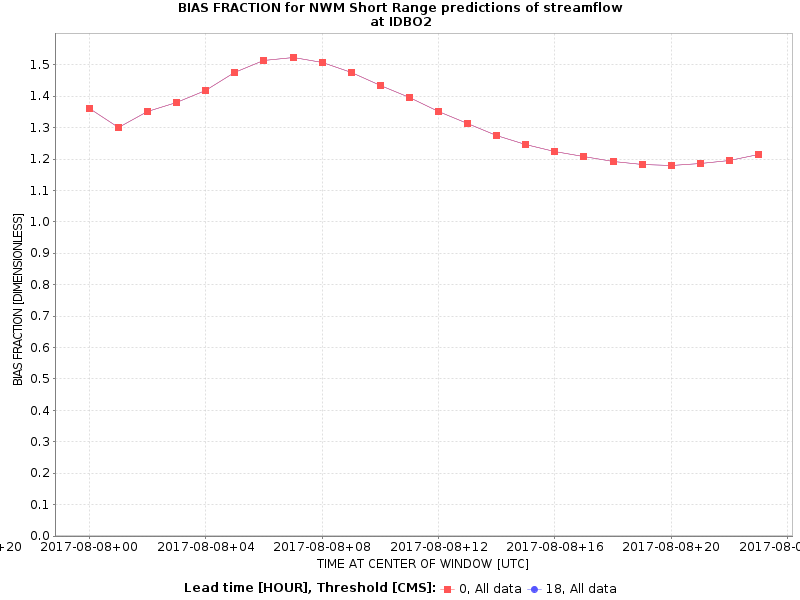 BIAS FRACTION for NWM Short Range predictions of streamflow
at IDBO2
BIAS FRACTION [DIMENSIONLESS]
1.5
1.4
1.3
1.2
1.1
1.0
0.9
0.8
0.7
0.6
0.5
0.4
0.3
0.2
0.1
0.0
+20 2017-08-08+00 2017-08-08+04 2017-08-08+08 2017-08-08+12 2017-08-08+16 2017-08-08+20 2017-08-0
TIME AT CENTER OF WINDOW [UTC]
Lead time [HOUR], Threshold [CMS]: 0, All data 18, All data